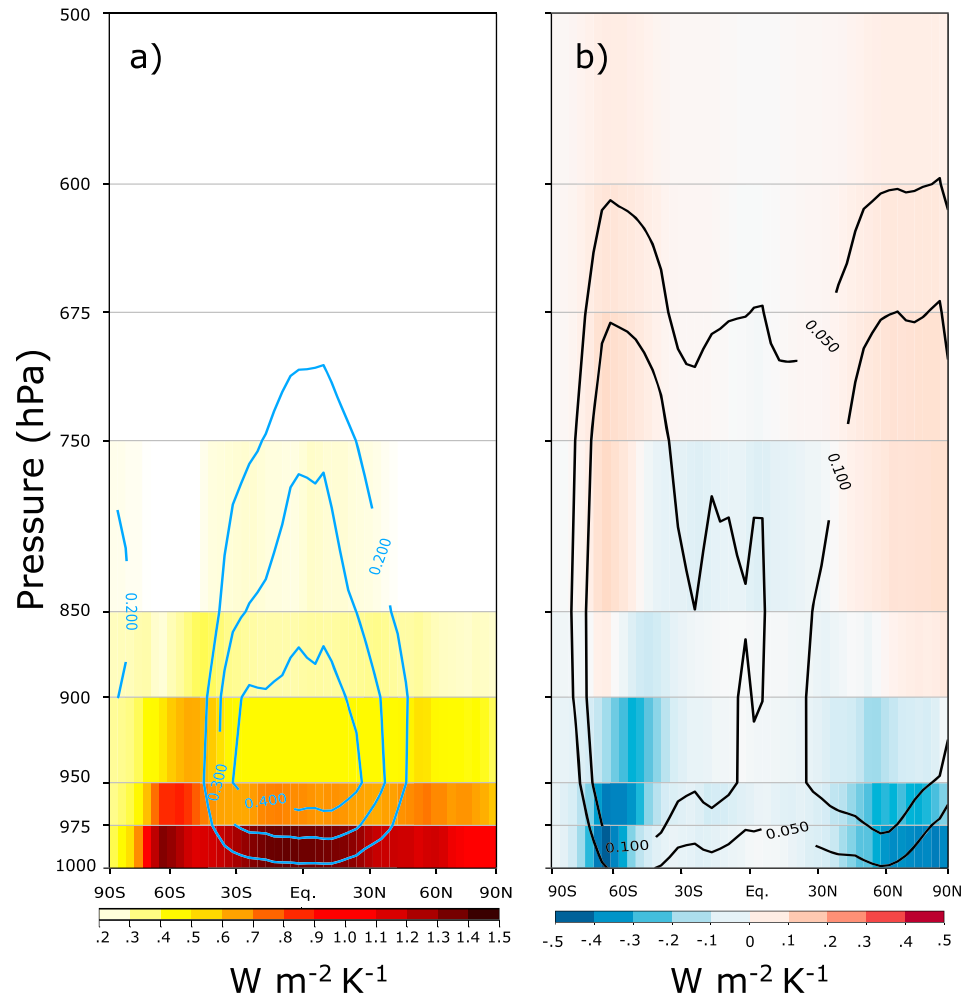 a)
b)
Pressure (hPa)
500
600
675
750
850
900
950
975
1000
0.200
0.200
0.300
0.400
0.050
0.100
0.050
0.100
90S 60S 30S Eq. 30N 60N 90N
90S 60S 30S Eq. 30N 60N 90N
.2 .3 .4 .5 .6 .7 .8 .9 1.0 1.1 1.2 1.3 1.4 1.5
-.5 -.4 -.3 -.2 -.1 0 .1 .2 .3 .4 .5
W m-2 K-1
W m-2 K-1